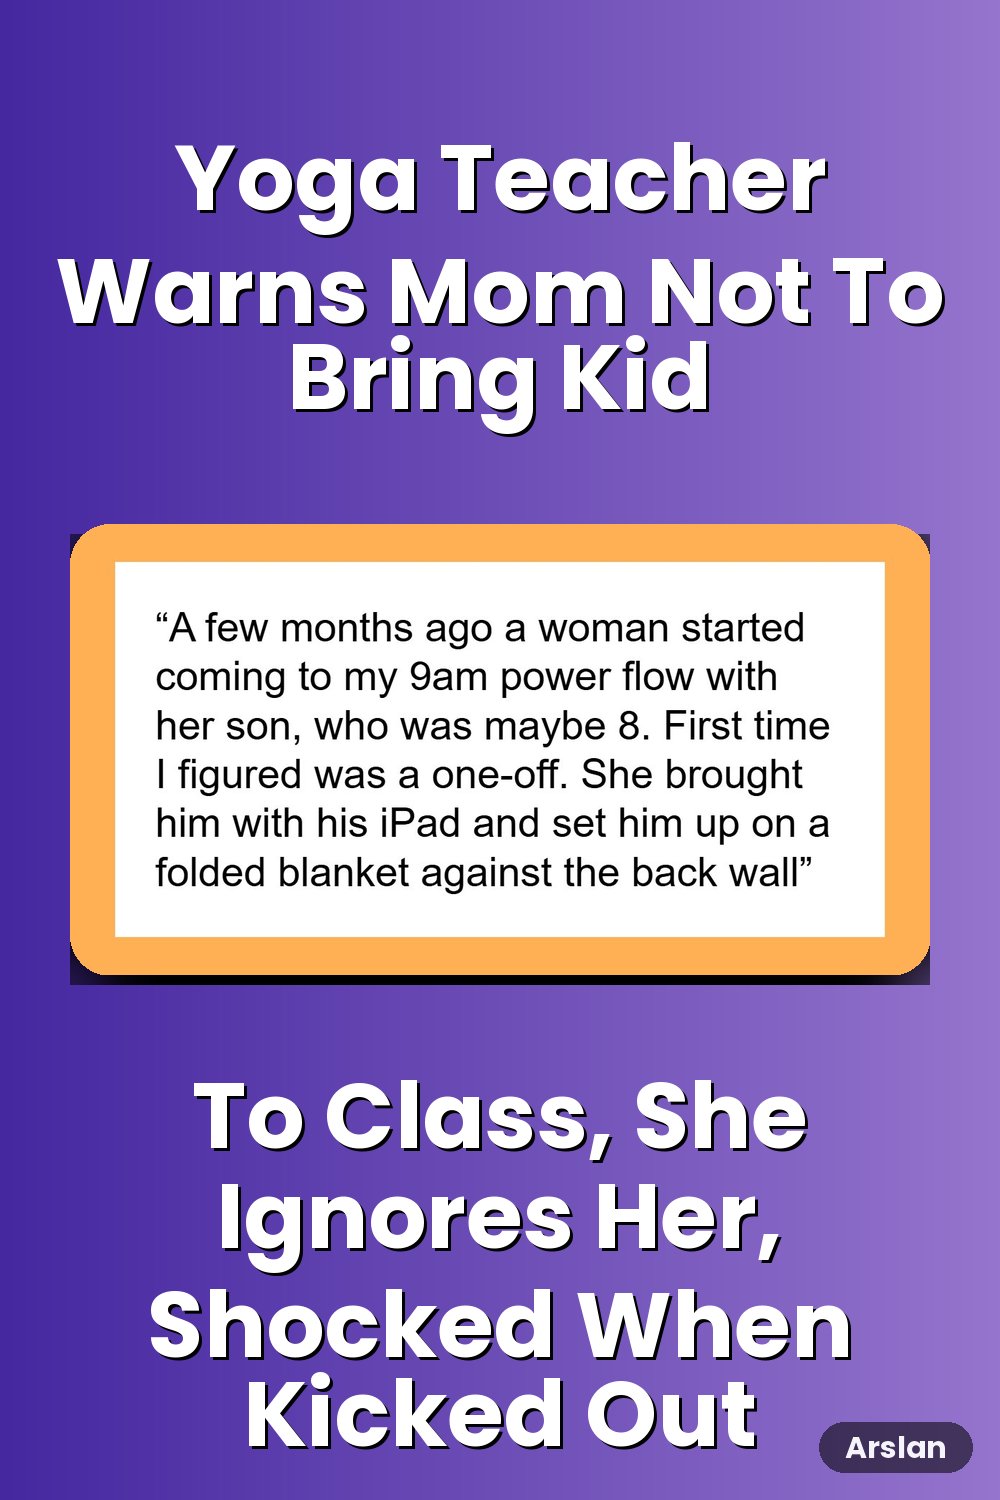 Yoga Teacher
Warns Mom Not To
Bring Kid
“A few months ago a woman started
coming to my 9am power flow with
her son, who was maybe 8. First time
I figured was a one-off. She brought
him with his iPad and set him up on a
folded blanket against the back wall”
To Class, She
Ignores Her,
Shocked When
Kicked Out
Arslan